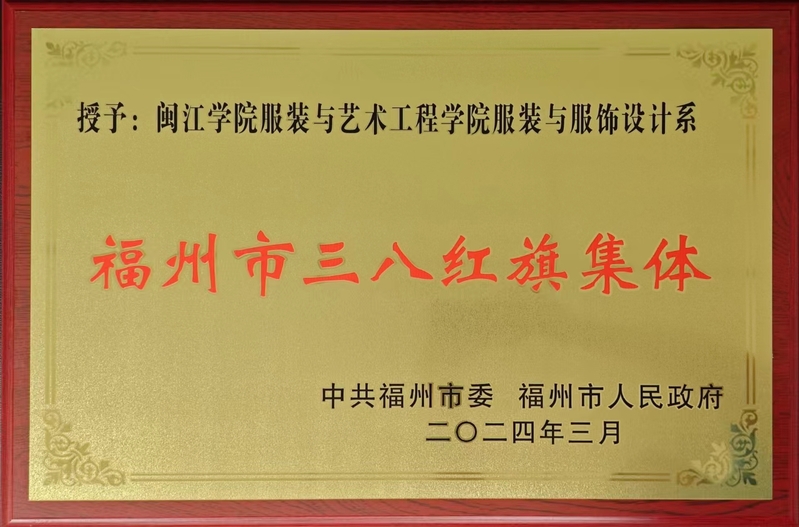 授予：闽江学院服装与艺术工程学院服装与服饰设计系
福州市三八红旗集体
中共福州市委 福州市人民政府
二〇二四年三月